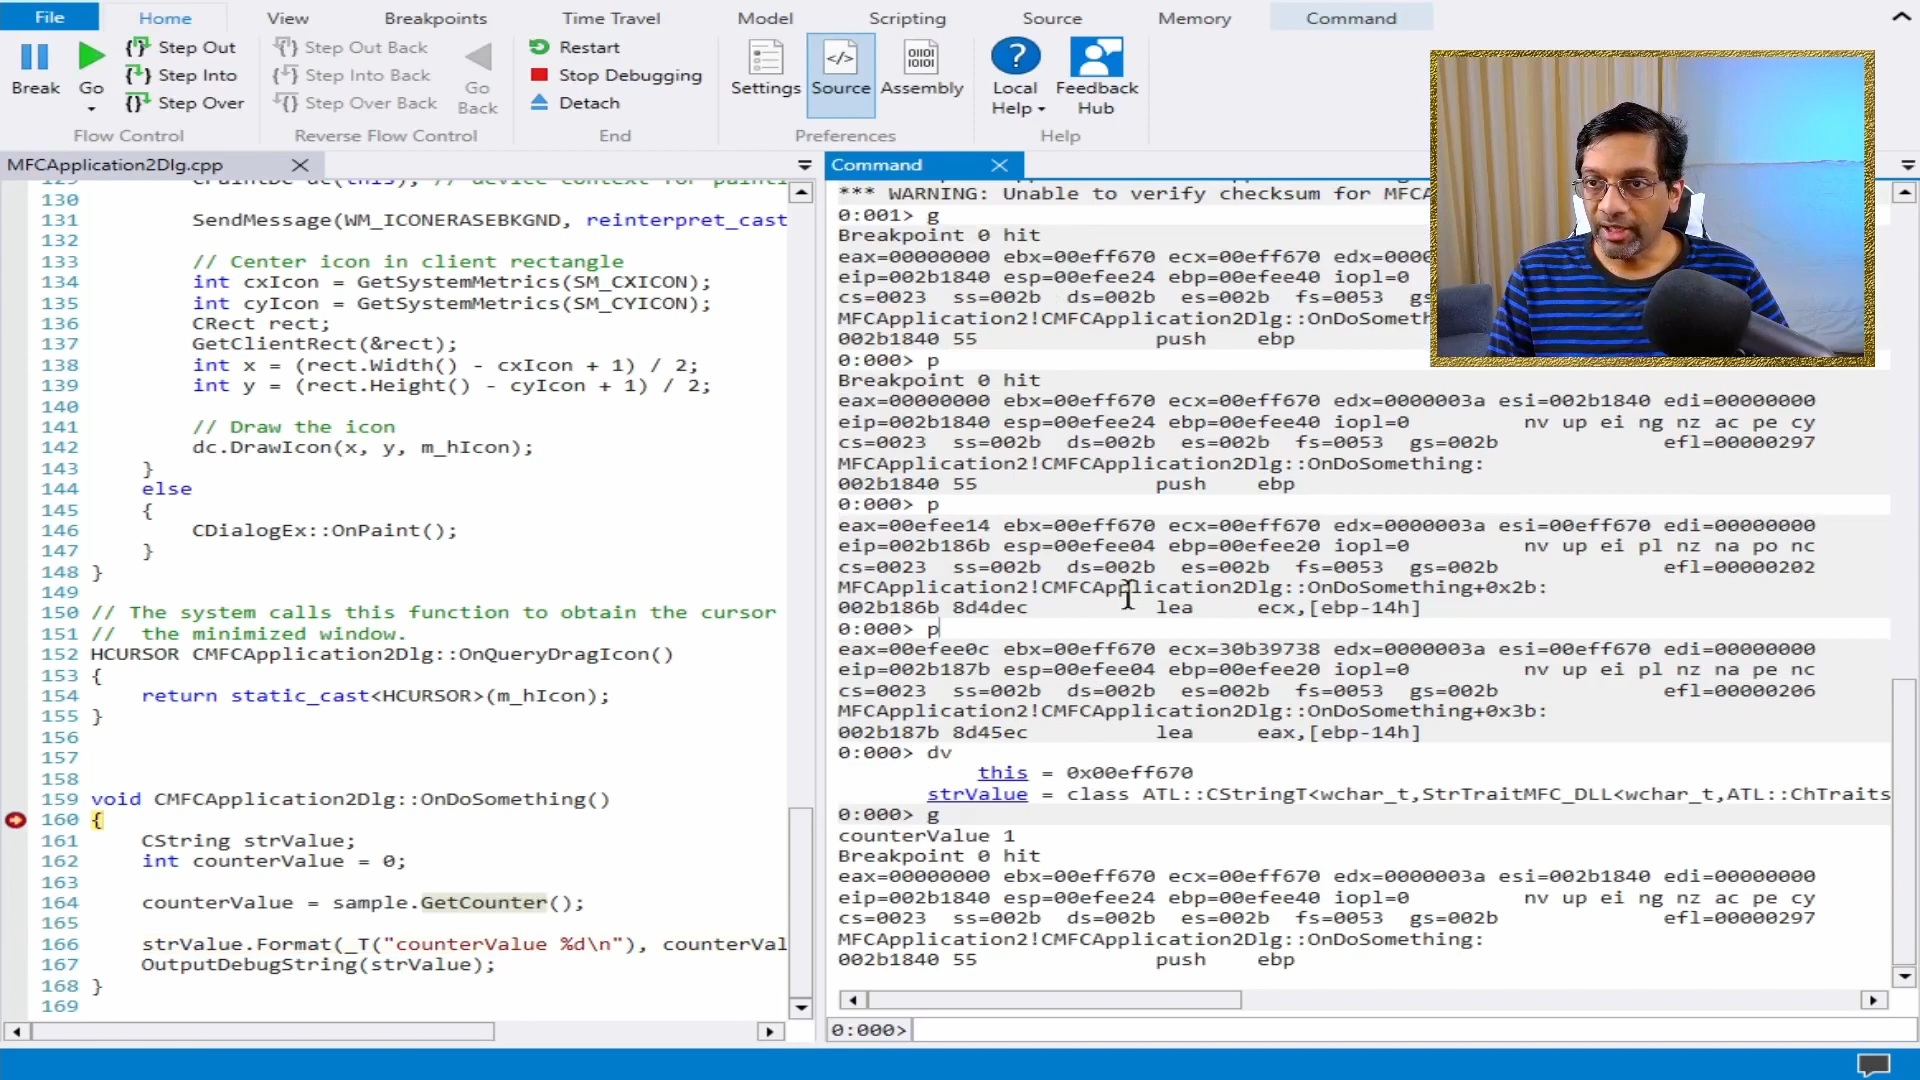 File
Home
View
Breakpoints
Time Travel
Model
Scripting
Source
Memory
Command
Break
Go
Step Out
Step Into
Step Over
Flow Control
Step Out Back
Step Into Back
Step Over Back
Go
Back
Reverse Flow Control
Restart
Stop Debugging
Detach
End
Settings
Source
Assembly
Preferences
Local
Help
Feedback
Hub
Help
MFCApplication2Dlg.cpp
130
131 SendMessage(WM_ICONERASEBKGND, reinterpret_cast
132
133 // Center icon in client rectangle
134 int cxIcon = GetSystemMetrics(SM_CXICON);
135 int cyIcon = GetSystemMetrics(SM_CYICON);
136 CRect rect;
137 GetClientRect(&rect);
138 int x = (rect.Width() - cxIcon + 1) / 2;
139 int y = (rect.Height() - cyIcon + 1) / 2;
140
141 // Draw the icon
142 dc.DrawIcon(x, y, m_hIcon);
143 }
144 else
145 {
146 CDialogEx::OnPaint();
147 }
148 }
149
150 // The system calls this function to obtain the cursor
151 // the minimized window.
152 HCURSOR CMFCApplication2Dlg::OnQueryDragIcon()
153 {
154 return static_cast<HCURSOR>(m_hIcon);
155 }
156
157
158
159 void CMFCApplication2Dlg::OnDoSomething()
160 {
161 CString strValue;
162 int counterValue = 0;
163
164 counterValue = sample.GetCounter();
165
166 strValue.Format(_T("counterValue %d\n"), counterVal
167 OutputDebugString(strValue);
168 }
169
Command
*** WARNING: Unable to verify checksum for MFCA
0:001> g
Breakpoint 0 hit
eax=00000000 ebx=00eff670 ecx=00eff670 edx=0000
eip=002b1840 esp=00efee24 ebp=00efee40 iopl=0
cs=0023 ss=002b ds=002b es=002b fs=0053 gs
MFCApplication2!CMFCApplication2Dlg::OnDoSometh
002b1840 55 push ebp
0:000> p
Breakpoint 0 hit
eax=00000000 ebx=00eff670 ecx=00eff670 edx=0000003a esi=002b1840 edi=00000000
eip=002b1840 esp=00efee24 ebp=00efee40 iopl=0 nv up ei ng nz ac pe cy
cs=0023 ss=002b ds=002b es=002b fs=0053 gs=002b efl=00000297
MFCApplication2!CMFCApplication2Dlg::OnDoSomething:
002b1840 55 push ebp
0:000> p
eax=00efee14 ebx=00eff670 ecx=00eff670 edx=0000003a esi=00eff670 edi=00000000
eip=002b186b esp=00efee04 ebp=00efee20 iopl=0 nv up ei pl nz na po nc
cs=0023 ss=002b ds=002b es=002b fs=0053 gs=002b efl=00000202
MFCApplication2!CMFCApplication2Dlg::OnDoSomething+0x2b:
002b186b 8d4dec lea ecx,[ebp-14h]
0:000> p
eax=00efee0c ebx=00eff670 ecx=30b39738 edx=0000003a esi=00eff670 edi=00000000
eip=002b187b esp=00efee04 ebp=00efee20 iopl=0 nv up ei pl nz na pe nc
cs=0023 ss=002b ds=002b es=002b fs=0053 gs=002b efl=00000206
MFCApplication2!CMFCApplication2Dlg::OnDoSomething+0x3b:
002b187b 8d45ec lea eax,[ebp-14h]
0:000> dv
this = 0x00eff670
strValue = class ATL::CStringT<wchar_t,StrTraitMFC_DLL<wchar_t,ATL::ChTraits
0:000> g
counterValue 1
Breakpoint 0 hit
eax=00000000 ebx=00eff670 ecx=00eff670 edx=0000003a esi=002b1840 edi=00000000
eip=002b1840 esp=00efee24 ebp=00efee40 iopl=0 nv up ei ng nz ac pe cy
cs=0023 ss=002b ds=002b es=002b fs=0053 gs=002b efl=00000297
MFCApplication2!CMFCApplication2Dlg::OnDoSomething:
002b1840 55 push ebp
0:000>